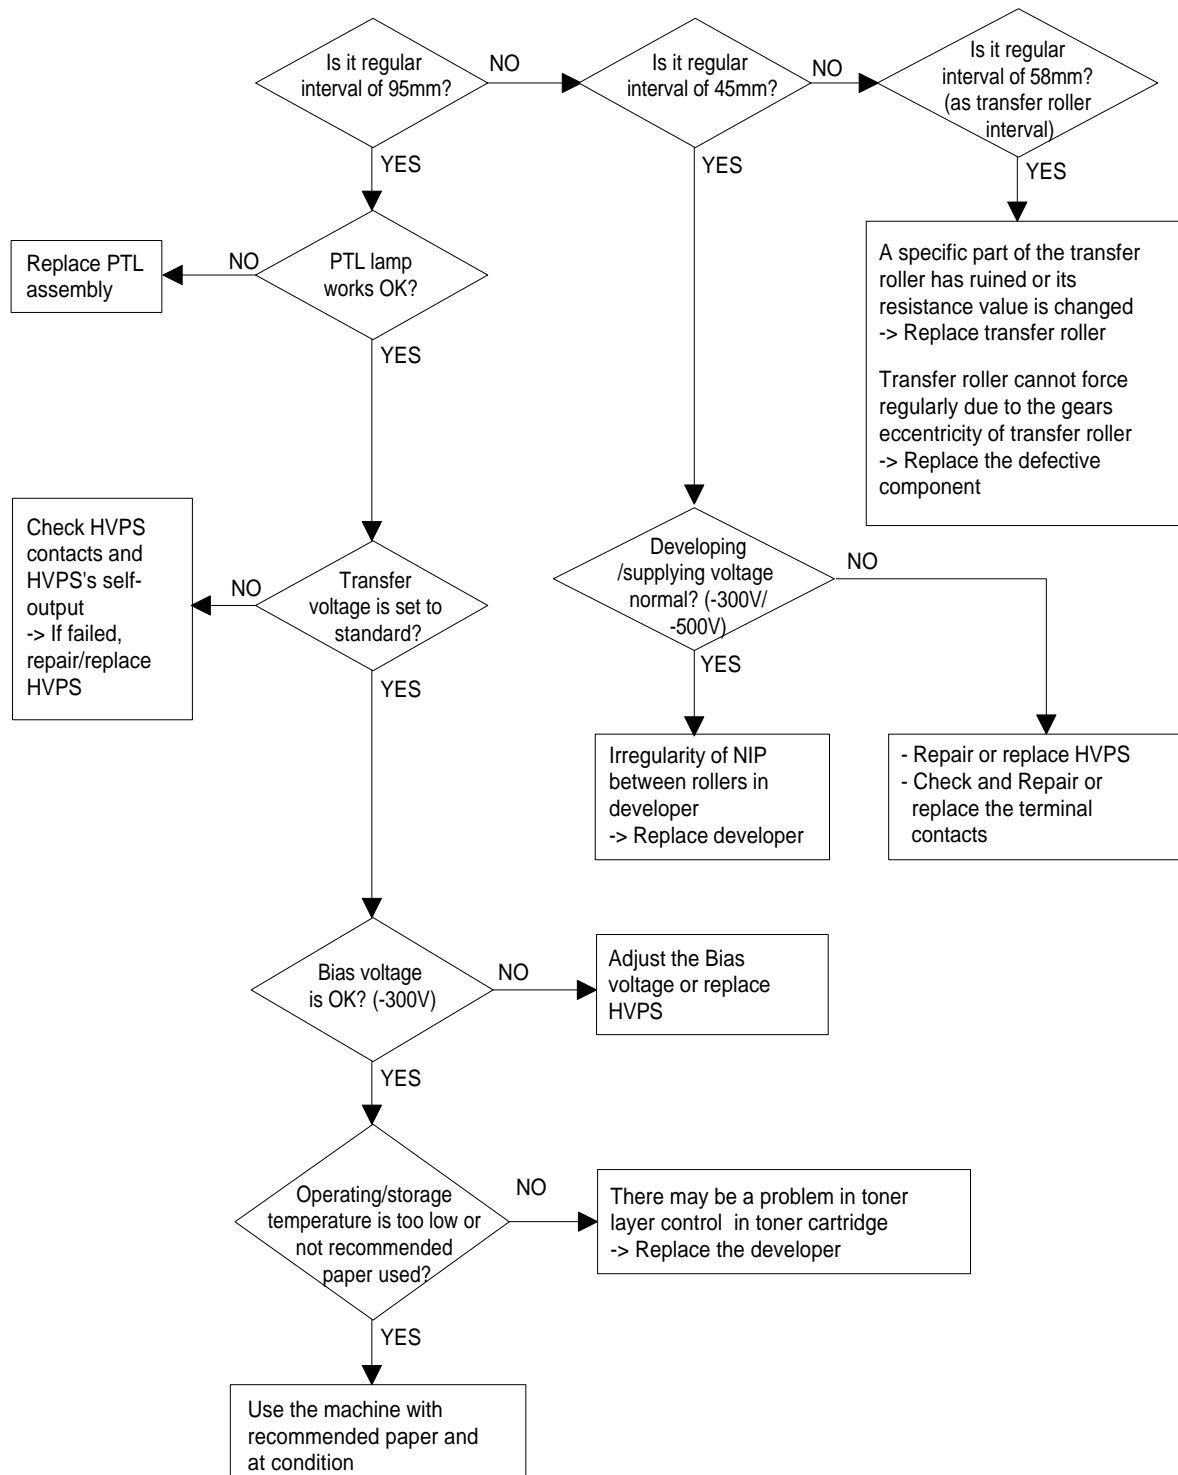 Is it regular
interval of 95mm?
NO
Is it regular
interval of 45mm?
NO
Is it regular
interval of 58mm?
(as transfer roller
interval)
YES
YES
YES
Replace PTL
assembly
NO
PTL lamp
works OK?
YES
A specific part of the transfer
roller has ruined or its
resistance value is changed
-> Replace transfer roller
Transfer roller cannot force
regularly due to the gears
eccentricity of transfer roller
-> Replace the defective
component
Check HVPS
contacts and
HVPS's self-
output
-> If failed,
repair/replace
HVPS
NO
Transfer
voltage is set to
standard?
YES
Developing
/supplying voltage
normal? (-300V/
-500V)
NO
YES
Irregularity of NIP
between rollers in
developer
-> Replace developer
- Repair or replace HVPS
- Check and Repair or
replace the terminal
contacts
Bias voltage
is OK? (-300V)
NO
Adjust the Bias
voltage or replace
HVPS
YES
Operating/storage
temperature is too low or
not recommended
paper used?
NO
There may be a problem in toner
layer control in toner cartridge
-> Replace the developer
YES
Use the machine with
recommended paper and
at condition